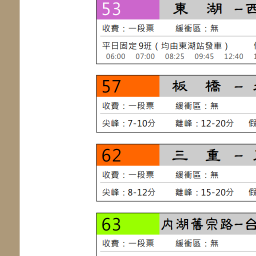 53 東 湖 –西
收費：一段票 緩衝區：無
平日固定9班（均由東湖站發車）
06:00 07:00 08:25 09:45 12:40
57 板 橋 –
收費：一段票 緩衝區：無
尖峰：7-10分 離峰：12-20分 假
62 三 重 –
收費：一段票 緩衝區：無
尖峰：8-12分 離峰：15-20分 假
63 內湖舊宗路–台
收費：一段票 緩衝區：無